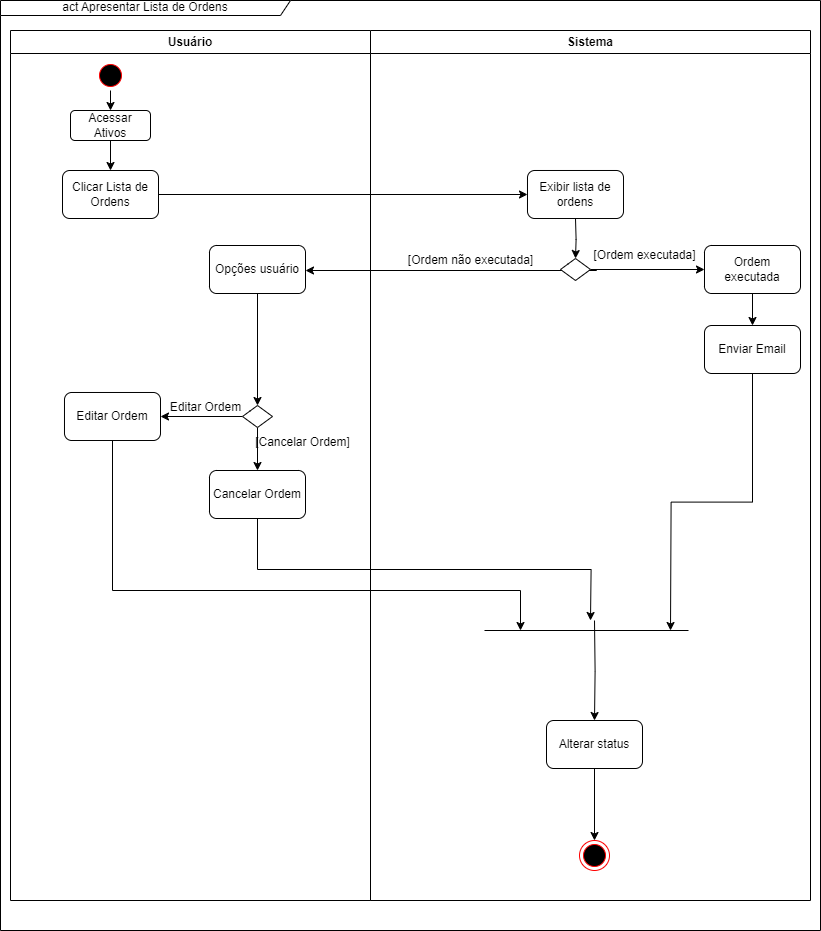 act Apresentar Lista de Ordens
Usuário
Sistema
Acessar
Ativos
Clicar Lista de
Ordens
Exibir lista de
ordens
[Ordem não executada]
[Ordem executada]
Opções usuário
Ordem
executada
Enviar Email
Editar Ordem
Editar Ordem
[Cancelar Ordem]
Cancelar Ordem
Alterar status